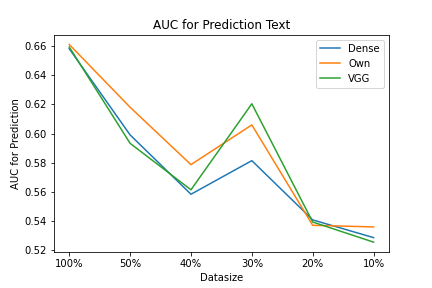 AUC for Prediction Text
Dense
Own
VGG
AUC for Prediction
0.66
0.64
0.62
0.60
0.58
0.56
0.54
0.52
100%
50%
40%
30%
20%
10%
Datasize